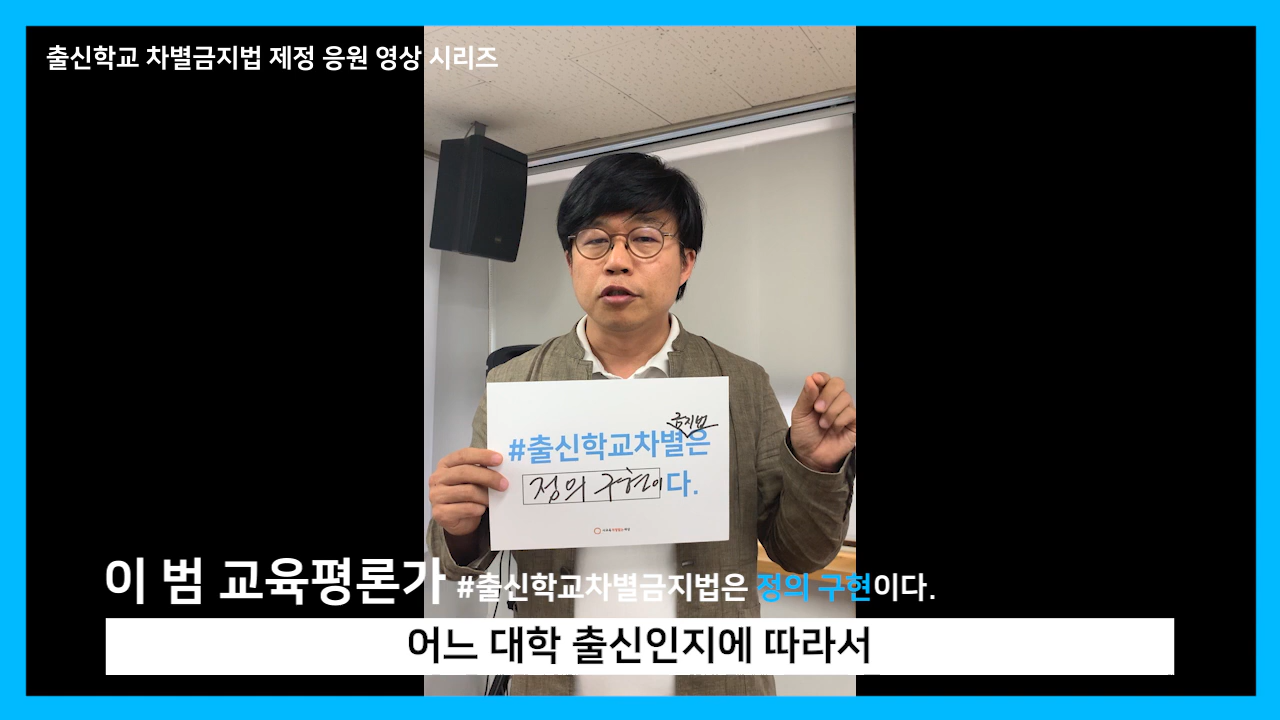 출신학교 차별금지법 제정 응원 영상 시리즈
금지법
#출신학교차별은
정의 구현이다.
이 범 교육평론가 #출신학교차별금지법은 정의 구현이다.
어느 대학 출신인지에 따라서